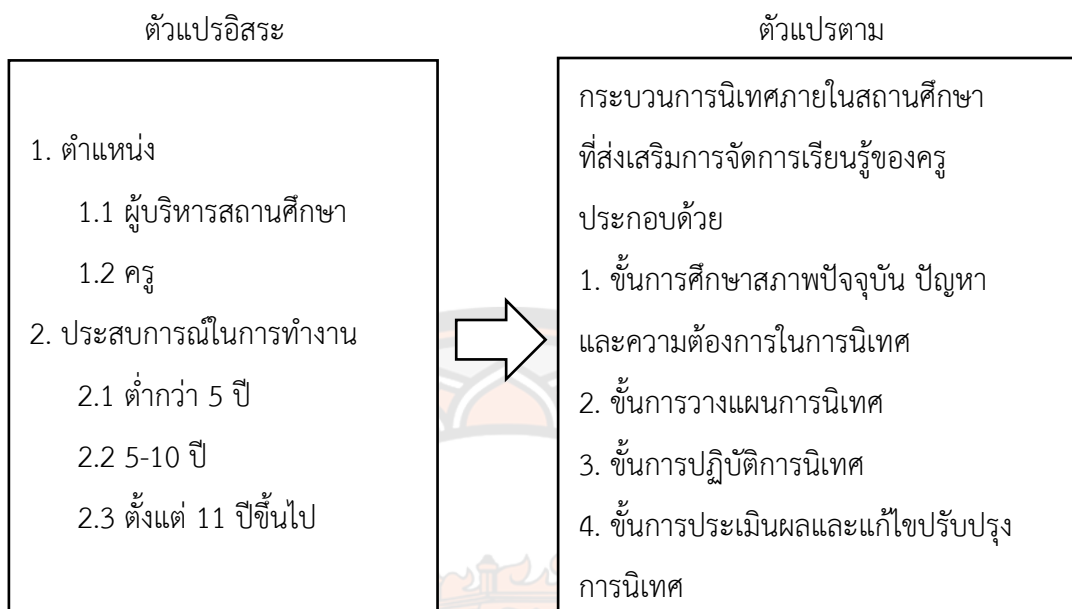 ตัวแปรอิสระ
1. ตำแหน่ง
1.1 ผู้บริหารสถานศึกษา
1.2 ครู
2. ประสบการณ์ในการทำงาน
2.1 ต่ำกว่า 5 ปี
2.2 5-10 ปี
2.3 ตั้งแต่ 11 ปีขึ้นไป
ตัวแปรตาม
กระบวนการนิเทศภายในสถานศึกษา
ที่ส่งเสริมการจัดการเรียนรู้ของครู
ประกอบด้วย
1. ขั้นการศึกษาสภาพปัจจุบัน ปัญหา
และความต้องการในการนิเทศ
2. ขั้นการวางแผนการนิเทศ
3. ขั้นการปฏิบัติการนิเทศ
4. ขั้นการประเมินผลและแก้ไขปรับปรุง
การนิเทศ